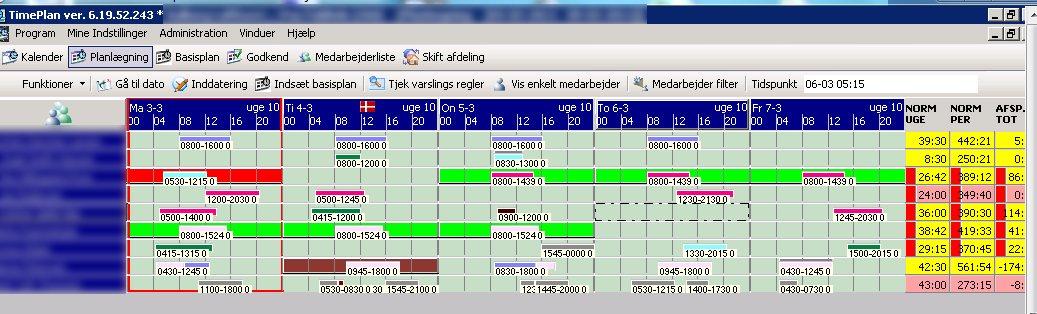 TimePlan ver. 6.19.52.243 *
Program Mine Indstillinger Administration Vinduer Hjælp
Kalender Planlægning Basisplan Godkend Medarbejderliste Skift afdeling
Funktioner Gå til dato Inddatering Indsæt basisplan Tjek varslings regler Vis enkelt medarbejder Medarbejder filter Tidspunkt 06-03 05:15
Ma 3-3 uge 10 Ti 4-3 uge 10 On 5-3 uge 10 To 6-3 uge 10 Fr 7-3 uge 10 NORM UGE NORM PER AFSP. TOT
00 04 08 12 16 20 00 04 08 12 16 20 00 04 08 12 16 20 00 04 08 12 16 20 00 04 08 12 16 20
0800-1600 0 0800-1600 0 0800-1600 0 0800-1600 0 39:30 442:21 5:
0800-1200 0 0830-1300 0 8:30 250:21 0:
0530-1215 0 0800-1439 0 0800-1439 0 0800-1439 0 26:42 389:12 86:
1200-2030 0 0500-1245 0 1230-2130 0 24:00 349:40 0:
0500-1400 0 0415-1200 0 0900-1200 0 1245-2030 0 36:00 390:30 114:
0800-1524 0 0800-1524 0 0800-1524 0 38:42 419:33 41:
0415-1315 0 1545-0000 0 1330-2015 0 1500-2015 0 29:15 370:45 22:
0430-1245 0 0945-1800 0 0830-1800 0 0945-1800 0 0430-1245 0 42:30 561:54 -174:
1100-1800 0 0530-0830 0 30 1545-2100 0 1445-2000 0 0530-1215 0 1400-1730 0 0430-0730 0 43:00 273:15 -8: